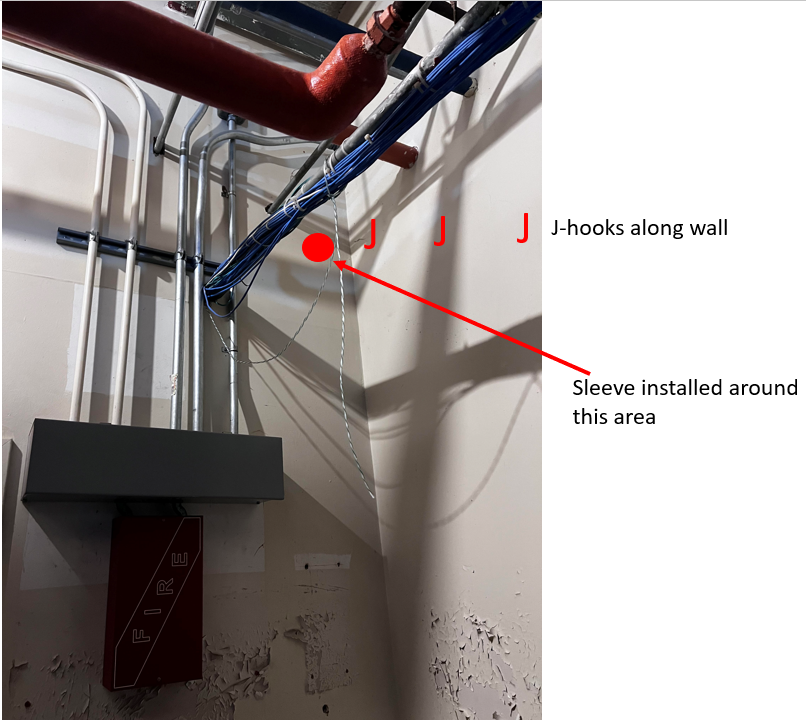 J J J J-hooks along wall
Sleeve installed around
this area
FIRE